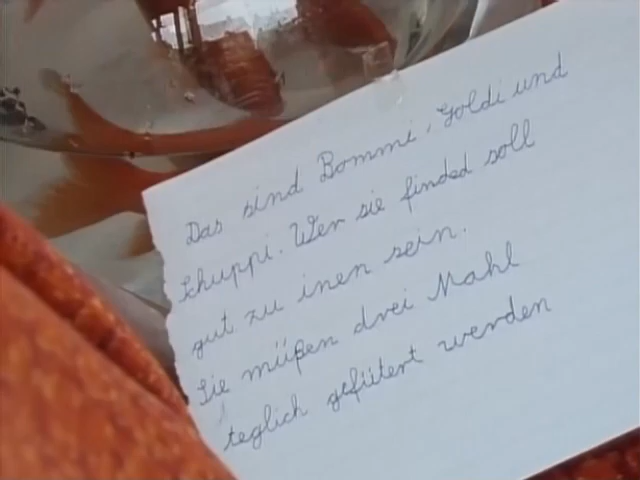 Das sind Bommi, Goldi und
Schuppi. Wer sie finded soll
gut zu inen sein.
Sie müßen drei Mahl
teglich gefütert werden